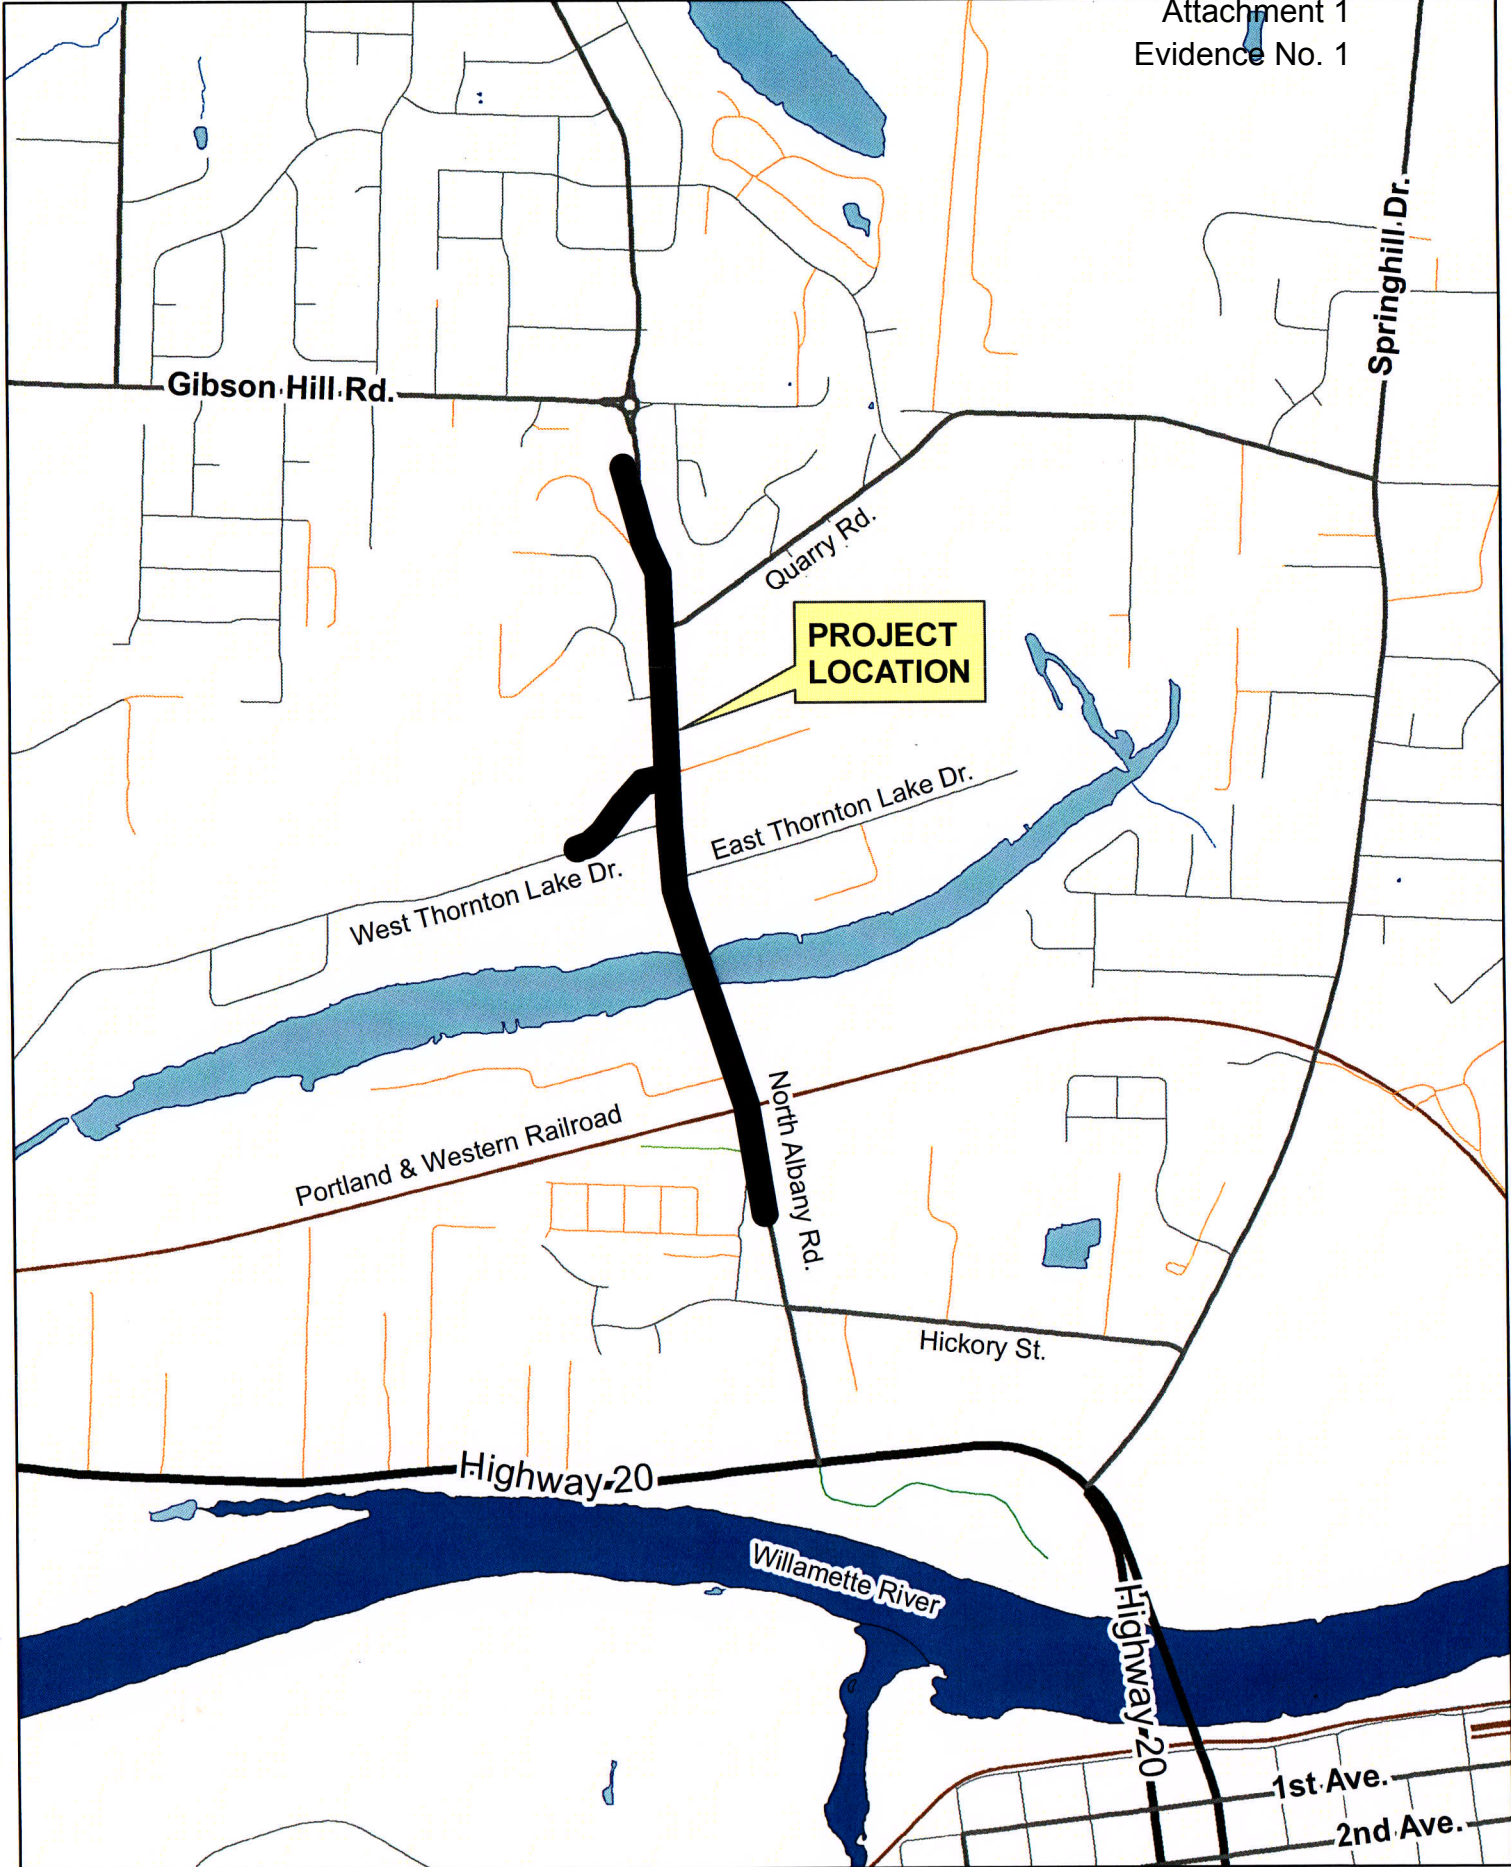 Attachment 1
Evidence No. 1
Springhill Dr.
Gibson Hill Rd.
Quarry Rd.
PROJECT
LOCATION
East Thornton Lake Dr.
West Thornton Lake Dr.
North Albany Rd.
Portland & Western Railroad
Hickory St.
Highway 20
Willamette River
Highway 20
1st Ave.
2nd Ave.